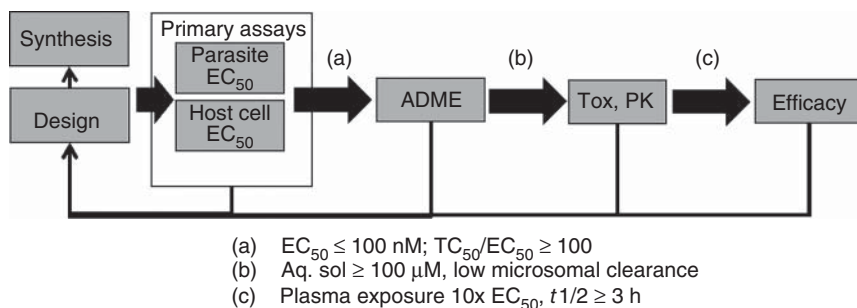 Synthesis
Design
Primary assays
Parasite
EC50
Host cell
EC50
(a)
ADME
(b)
Tox, PK
(c)
Efficacy
(a) EC50 ≤ 100 nM; TC50/EC50 ≥ 100
(b) Aq. sol ≥ 100 μM, low microsomal clearance
(c) Plasma exposure 10x EC50, t1/2 ≥ 3 h